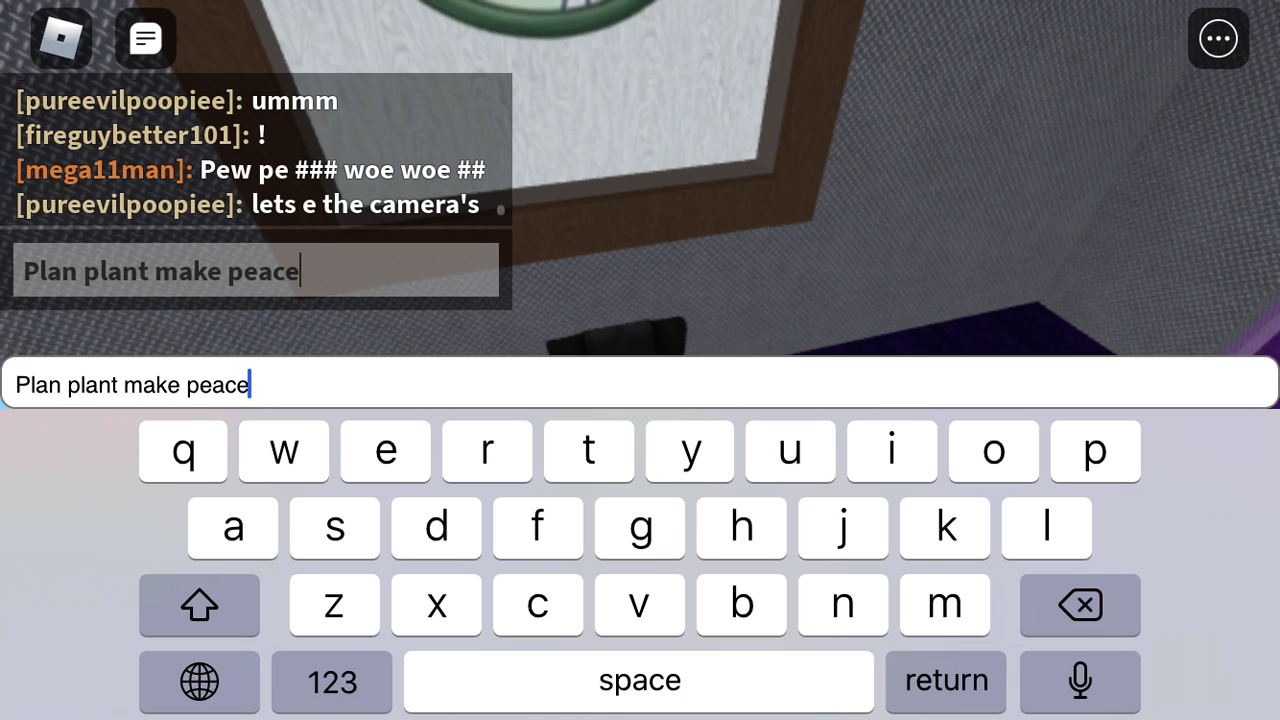 [pureevilpoopiee]: ummm
[fireguybetter101]: !
[mega11man]: Pew pe ### woe woe ##
[pureevilpoopiee]: lets e the camera's
Plan plant make peace
Plan plant make peace
q w e r t y u i o p
a s d f g h j k l
z x c v b n m
123 space return